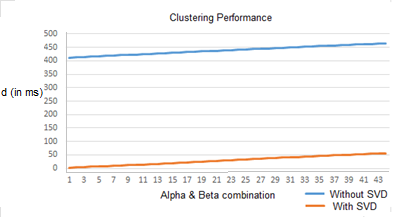 Clustering Performance
500
450
400
350
300
250
200
150
100
50
0
d (in ms)
1 3 5 7 9 11 13 15 17 19 21 23 25 27 29 31 33 35 37 39 41 43
Alpha & Beta combination
Without SVD
With SVD